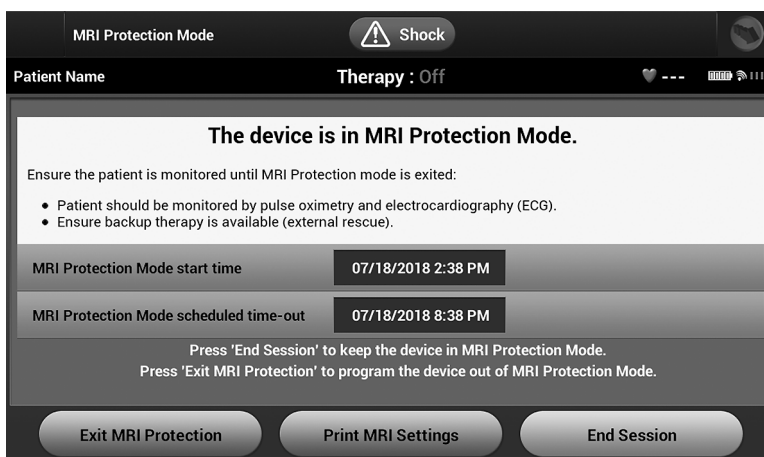 MRI Protection Mode
Shock
Patient Name
Therapy : Off
---
The device is in MRI Protection Mode.
Ensure the patient is monitored until MRI Protection mode is exited:
• Patient should be monitored by pulse oximetry and electrocardiography (ECG).
• Ensure backup therapy is available (external rescue).
MRI Protection Mode start time
07/18/2018 2:38 PM
MRI Protection Mode scheduled time-out
07/18/2018 8:38 PM
Press 'End Session' to keep the device in MRI Protection Mode.
Press 'Exit MRI Protection' to program the device out of MRI Protection Mode.
Exit MRI Protection
Print MRI Settings
End Session